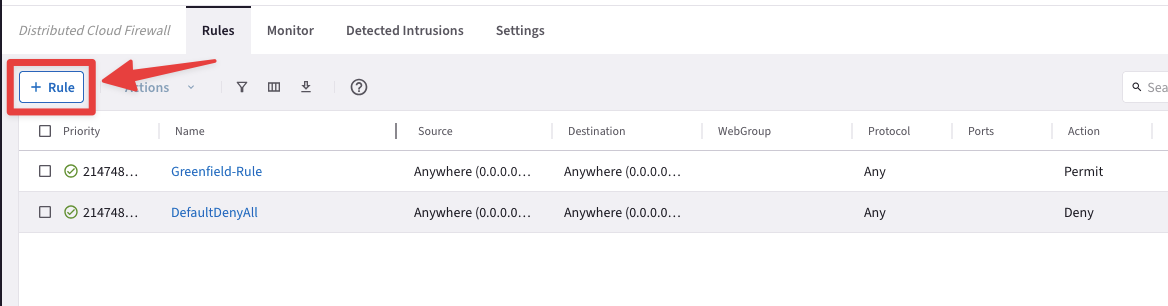 Distributed Cloud Firewall Rules Monitor Detected Intrusions Settings
+ Rule Actions Sea
Priority Name Source Destination WebGroup Protocol Ports Action
214748… Greenfield-Rule Anywhere (0.0.0.0… Anywhere (0.0.0.0… Any Permit
214748… DefaultDenyAll Anywhere (0.0.0.0… Anywhere (0.0.0.0… Any Deny